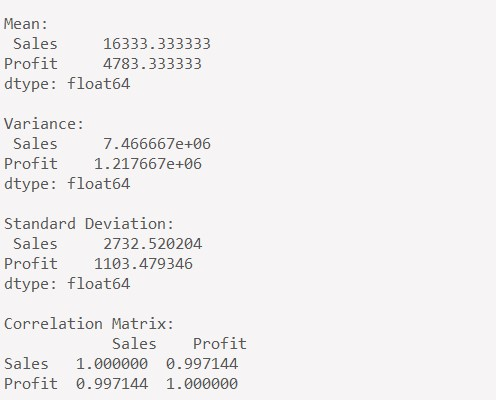 Mean:
 Sales     16333.333333
Profit     4783.333333
dtype: float64

Variance:
 Sales     7.466667e+06
Profit    1.217667e+06
dtype: float64

Standard Deviation:
 Sales     2732.520204
Profit    1103.479346
dtype: float64

Correlation Matrix:
            Sales    Profit
Sales   1.000000  0.997144
Profit  0.997144  1.000000